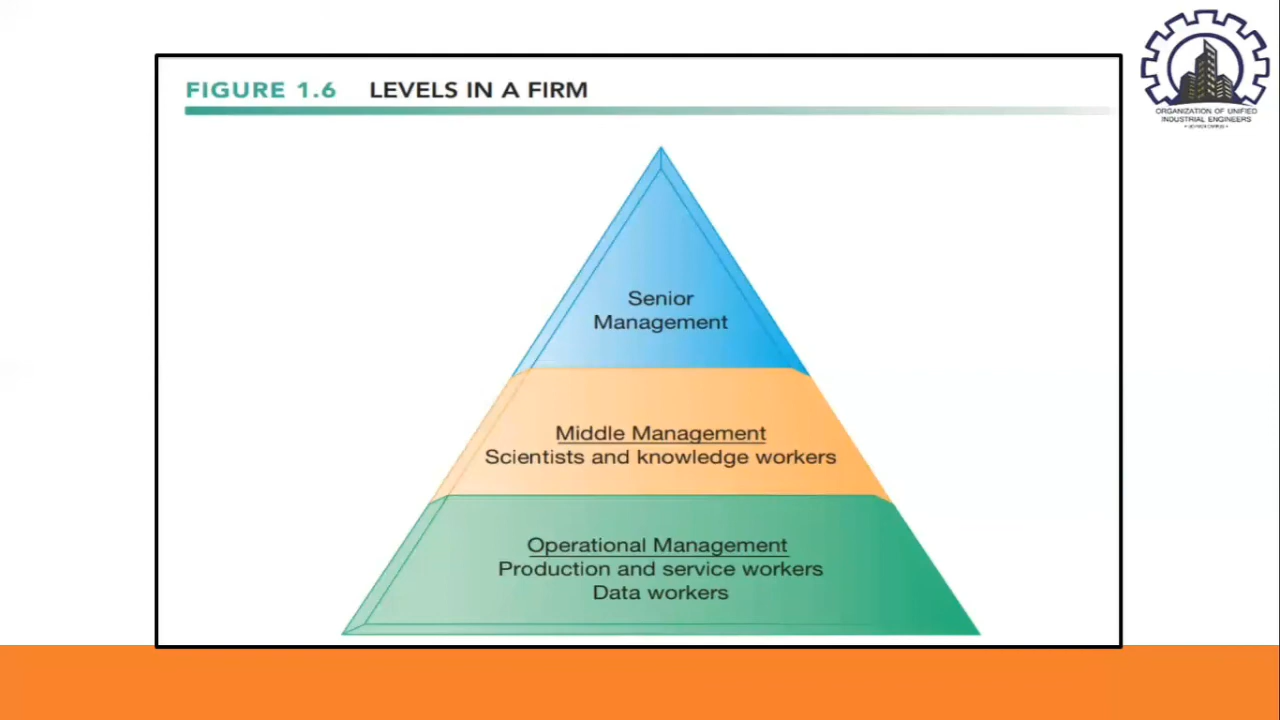 FIGURE 1.6 LEVELS IN A FIRM
ORGANIZATION OF UNIFIED
INDUSTRIAL ENGINEERS
Senior
Management
Middle Management
Scientists and knowledge workers
Operational Management
Production and service workers
Data workers